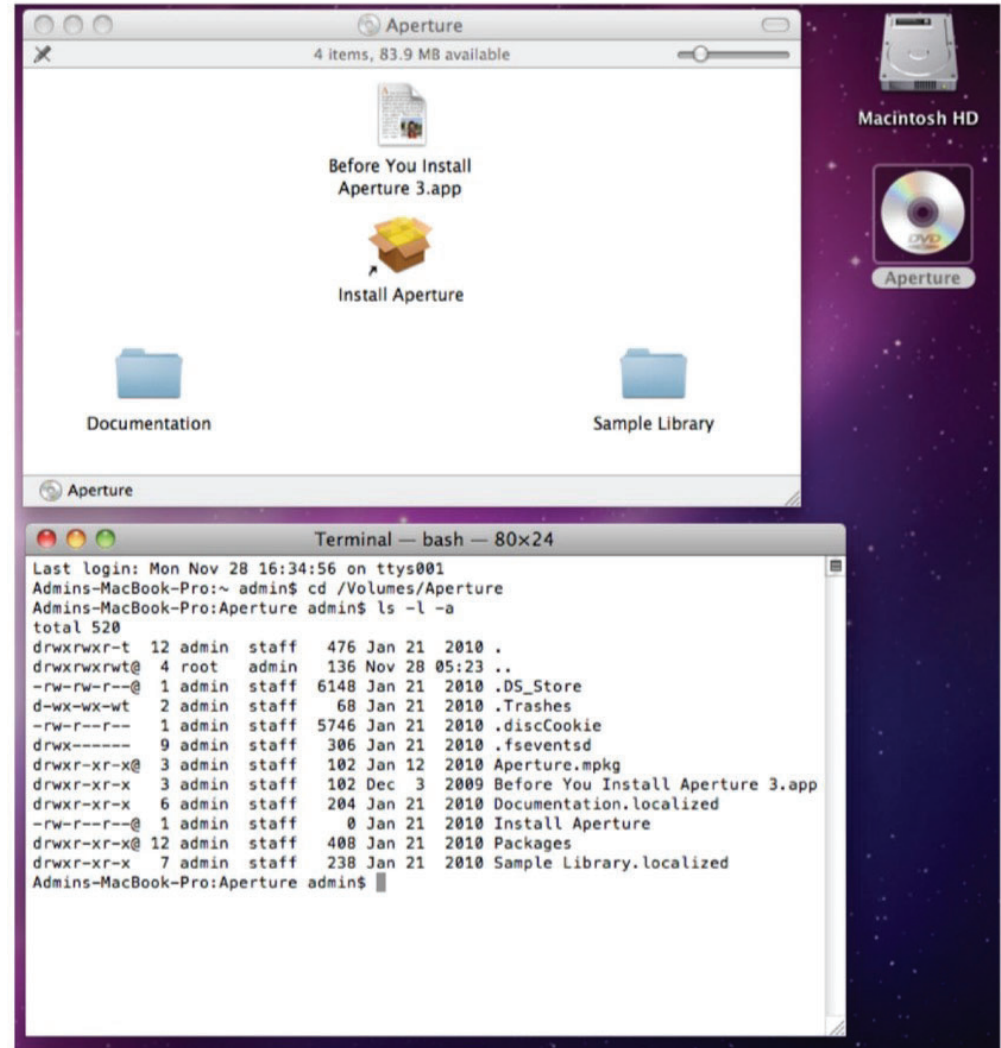 Aperture
4 items, 83.9 MB available
Macintosh HD
Before You Install
Aperture 3.app
DVD
Aperture
Install Aperture
Documentation
Sample Library
Aperture
Terminal — bash — 80×24
Last login: Mon Nov 28 16:34:56 on ttys001
Admins-MacBook-Pro:~ admin$ cd /Volumes/Aperture
Admins-MacBook-Pro:Aperture admin$ ls -l -a
total 520
drwxrwxr-t  12 admin  staff   476 Jan 21  2010 .
drwxrwxrwt@  4 root   admin   136 Nov 28 05:23 ..
-rw-rw-r--@  1 admin  staff  6148 Jan 21  2010 .DS_Store
d-wx-wx-wt   2 admin  staff    68 Jan 21  2010 .Trashes
-rw-r--r--   1 admin  staff  5746 Jan 21  2010 .discCookie
drwx------   9 admin  staff   306 Jan 21  2010 .fseventsd
drwxr-xr-x@  3 admin  staff   102 Jan 12  2010 Aperture.mpkg
drwxr-xr-x   3 admin  staff   102 Dec  3  2009 Before You Install Aperture 3.app
drwxr-xr-x   6 admin  staff   204 Jan 21  2010 Documentation.localized
-rw-r--r--@  1 admin  staff     0 Jan 21  2010 Install Aperture
drwxr-xr-x@ 12 admin  staff   408 Jan 21  2010 Packages
drwxr-xr-x   7 admin  staff   238 Jan 21  2010 Sample Library.localized
Admins-MacBook-Pro:Aperture admin$